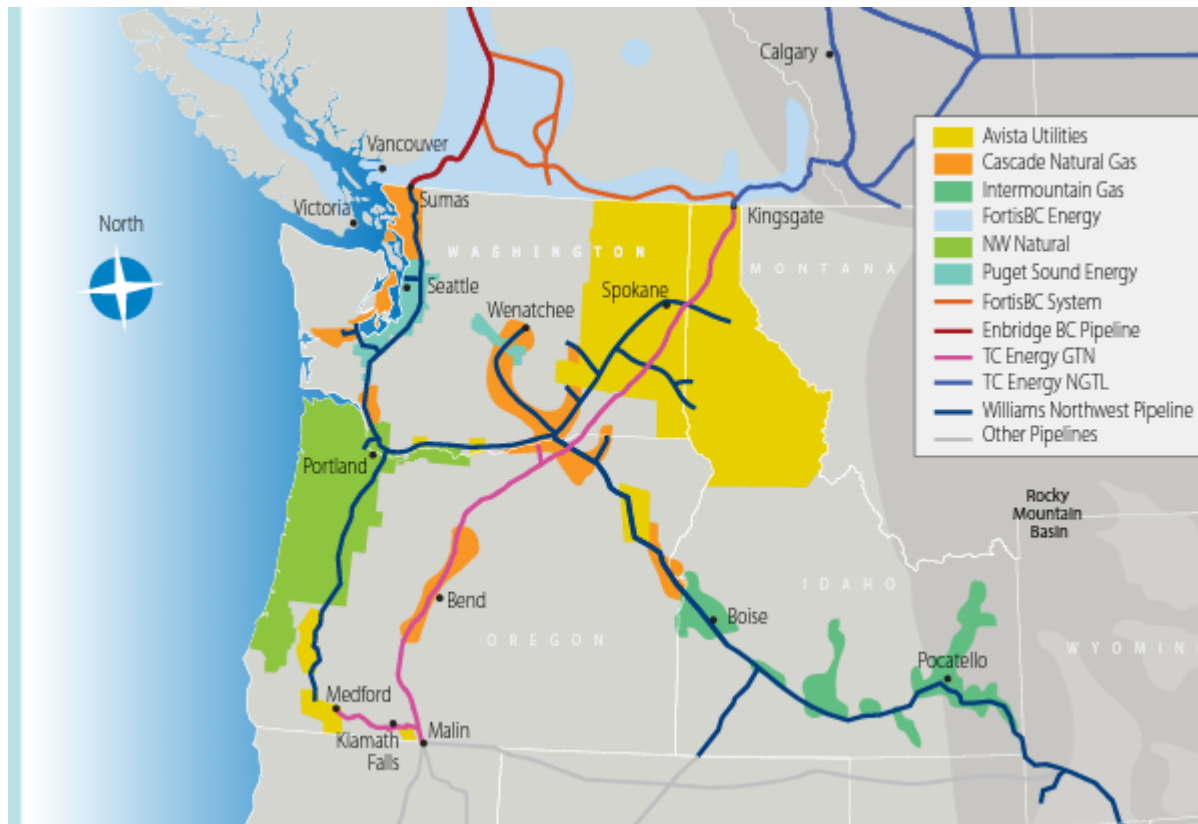 Calgary
Vancouver
Sumas
Victoria
Kingsgate
North
WASHINGTON
MONTANA
Seattle
Spokane
Wenatchee
Portland
Rocky
Mountain
Basin
IDAHO
Bend
OREGON
Boise
Pocatello
WYOMIN
Medford
Malin
Klamath
Falls
Avista Utilities
Cascade Natural Gas
Intermountain Gas
FortisBC Energy
NW Natural
Puget Sound Energy
FortisBC System
Enbridge BC Pipeline
TC Energy GTN
TC Energy NGTL
Williams Northwest Pipeline
Other Pipelines